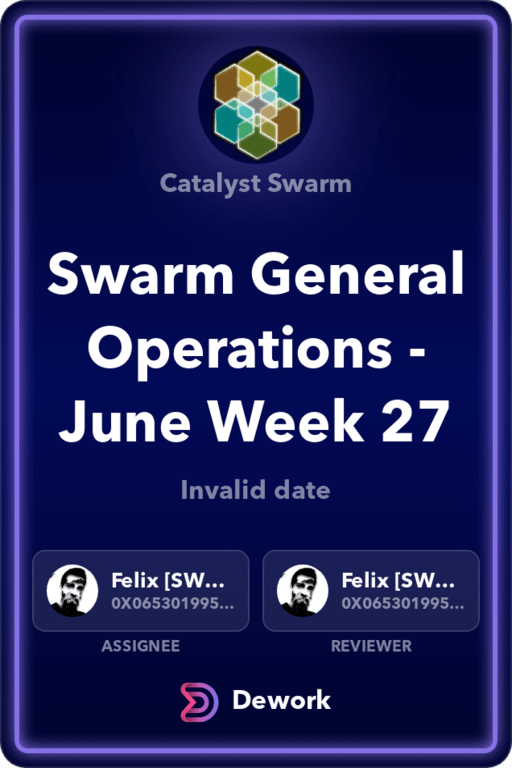 Catalyst Swarm
Swarm General
Operations -
June Week 27
Invalid date
Felix [SW...
0X065301995...
ASSIGNEE
Felix [SW...
0X065301995...
REVIEWER
Dework